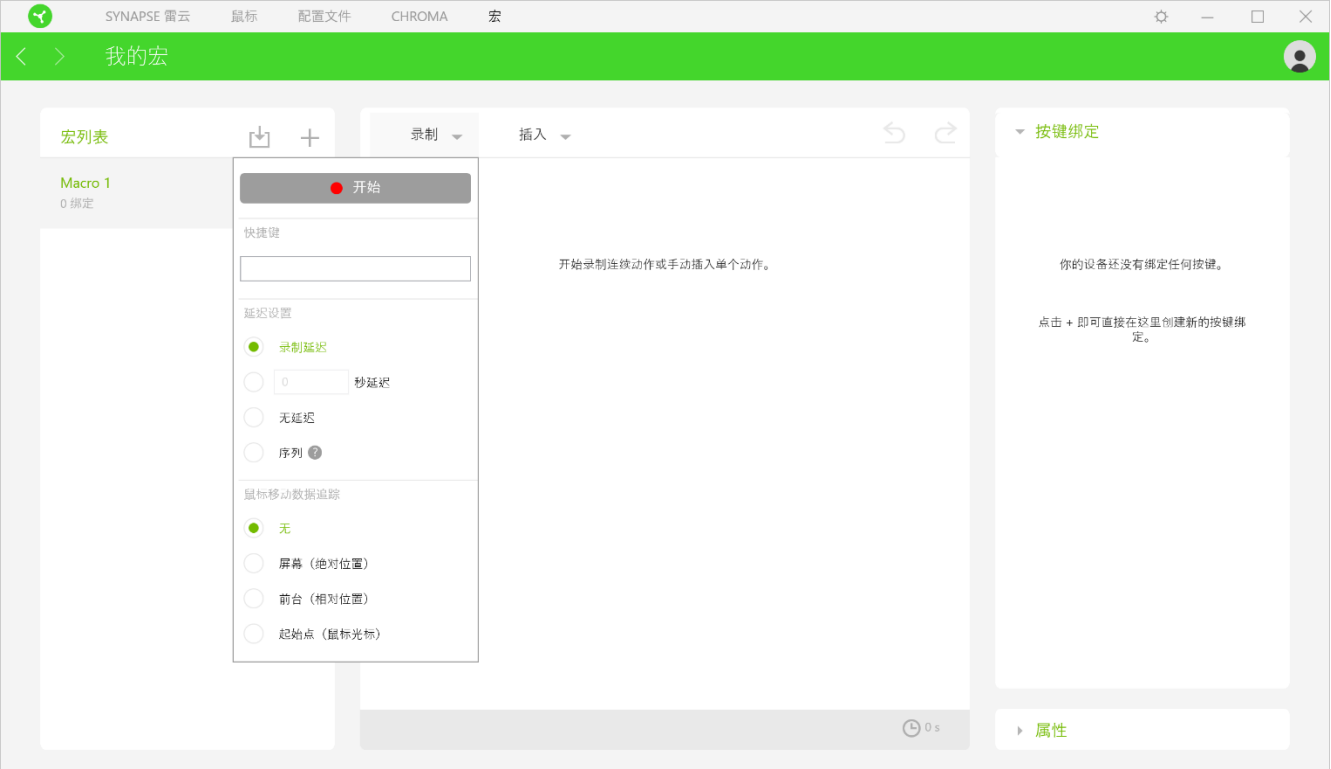 SYNAPSE 雷云 鼠标 配置文件 CHROMA 宏
我的宏
宏列表
Macro 1
0 绑定
录制 插入
开始
快捷键
延迟设置
录制延迟
0 秒延迟
无延迟
序列 ?
鼠标移动数据追踪
无
屏幕（绝对位置）
前台（相对位置）
起始点（鼠标光标）
开始录制连续动作或手动插入单个动作。
0 s
按键绑定
你的设备还没有绑定任何按键。
点击 + 即可直接在这里创建新的按键绑
定。
属性